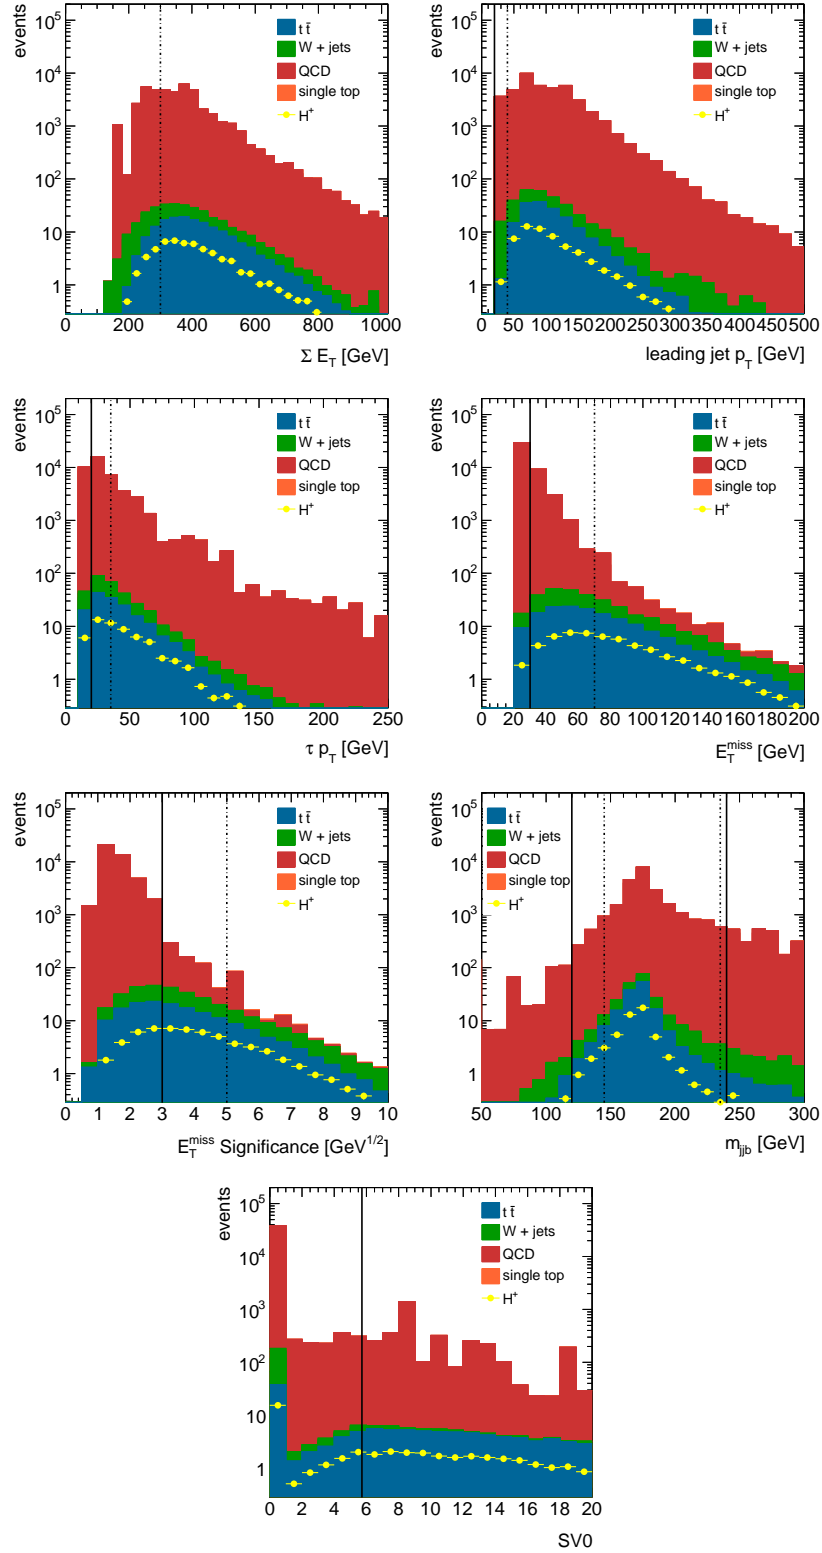 events
10^5
10^4
10^3
10^2
10
1
t t̄
W + jets
QCD
single top
H^+
0 200 400 600 800 1000
Σ E_T [GeV]
events
10^5
10^4
10^3
10^2
10
1
t t̄
W + jets
QCD
single top
H^+
0 50 100 150 200 250 300 350 400 450 500
leading jet p_T [GeV]
events
10^5
10^4
10^3
10^2
10
1
t t̄
W + jets
QCD
single top
H^+
0 50 100 150 200 250
τ p_T [GeV]
events
10^5
10^4
10^3
10^2
10
1
t t̄
W + jets
QCD
single top
H^+
0 20 40 60 80 100 120 140 160 180 200
E_T^miss [GeV]
events
10^5
10^4
10^3
10^2
10
1
t t̄
W + jets
QCD
single top
H^+
0 1 2 3 4 5 6 7 8 9 10
E_T^miss Significance [GeV^1/2]
events
10^5
10^4
10^3
10^2
10
1
t t̄
W + jets
QCD
single top
H^+
50 100 150 200 250 300
m_jjb [GeV]
events
10^5
10^4
10^3
10^2
10
1
t t̄
W + jets
QCD
single top
H^+
0 2 4 6 8 10 12 14 16 18 20
SV0